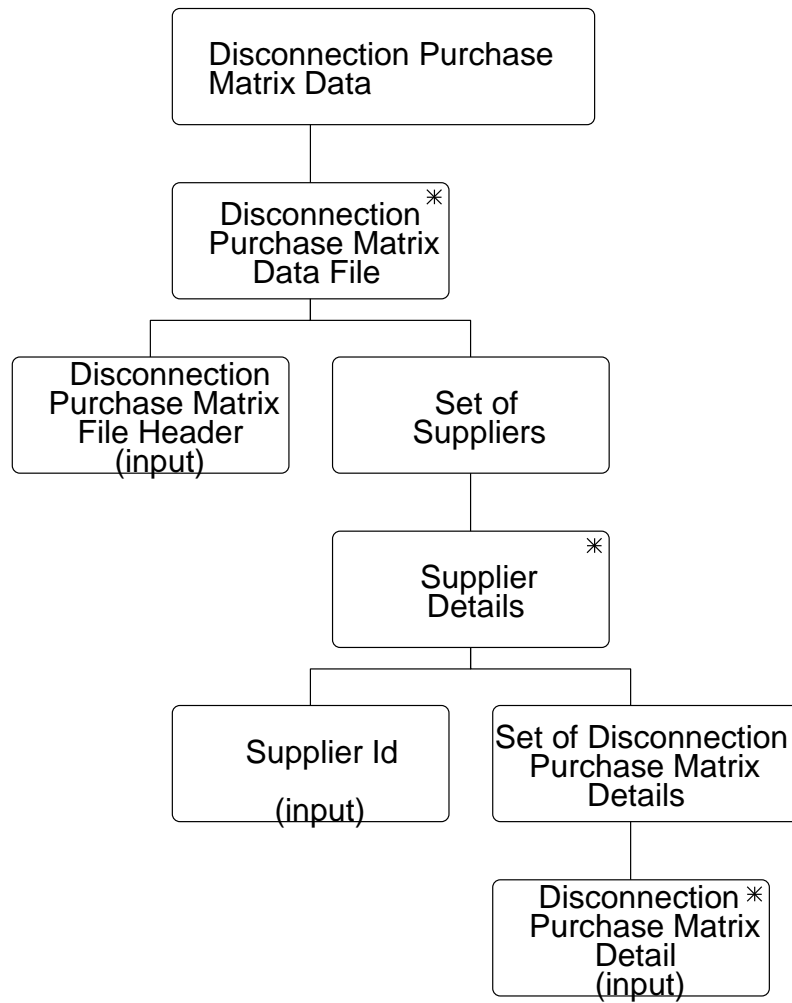 Disconnection Purchase
Matrix Data
Disconnection
Purchase Matrix
Data File
Disconnection
Purchase Matrix
File Header
(input)
Set of
Suppliers
Supplier
Details
Supplier Id
(input)
Set of Disconnection
Purchase Matrix
Details
Disconnection
Purchase Matrix
Detail
(input)